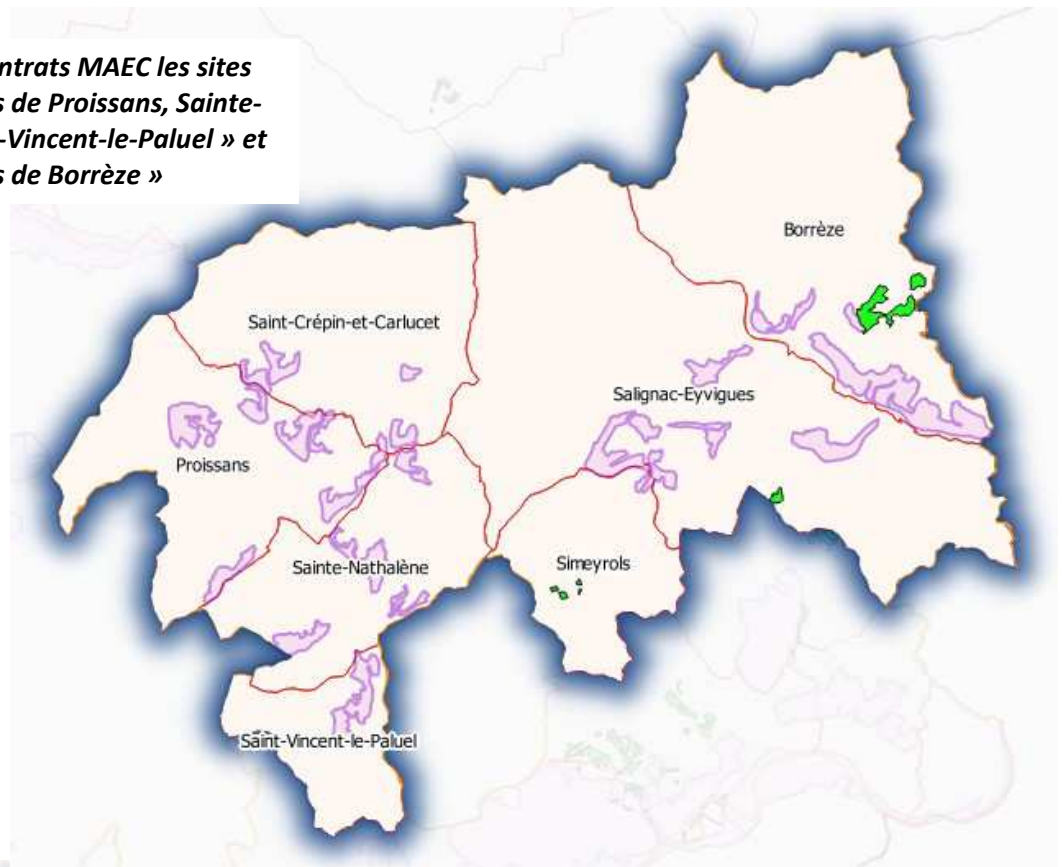 ntrats MAEC les sites
s de Proissans, Sainte-
-Vincent-le-Paluel » et
s de Borrèze »
Borrèze
Saint-Crépin-et-Carlucet
Salignac-Eyvigues
Proissans
Sainte-Nathalène
Simeyrols
Saint-Vincent-le-Paluel